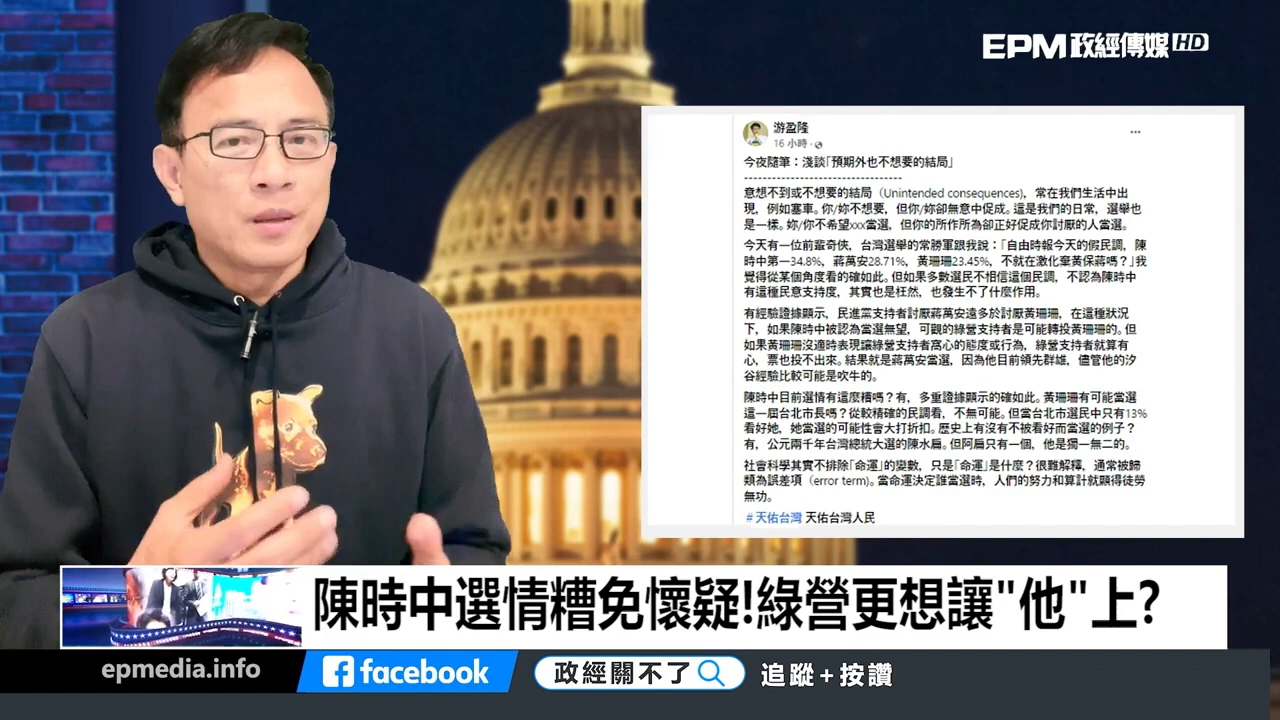 EPM政經傳媒HD
游盈隆
16 小時
今夜隨筆：淺談「預期外也不想要的結局」
---------------------------------
意想不到或不想要的結局（Unintended consequences)，常在我們生活中出
現，例如塞車。你/妳不想要，但你/妳卻無意中促成。這是我們的日常，選舉也
是一樣。妳/你不希望xxx當選，但你的所作所為卻正好促成你討厭的人當選。
今天有一位前輩奇俠，台灣選舉的常勝軍跟我說：「自由時報今天的假民調，陳
時中第一34.8%，蔣萬安28.71%，黃珊珊23.45%，不就在激化棄黃保蔣嗎？」我
覺得從某個角度看的確如此。但如果多數選民不相信這個民調，不認為陳時中
有這種民意支持度，其實也是枉然，也發生不了什麼作用。
有經驗證據顯示，民進黨支持者討厭蔣萬安遠多於討厭黃珊珊，在這種狀況
下，如果陳時中被認為當選無望，可觀的綠營支持者是可能轉投黃珊珊的。但
如果黃珊珊沒適時表現讓綠營支持者窩心的態度或行為，綠營支持者就算有
心，票也投不出來。結果就是蔣萬安當選，因為他目前領先群雄，儘管他的汐
谷經驗比較可能是吹牛的。
陳時中目前選情有這麼糟嗎？有，多重證據顯示的確如此。黃珊珊有可能當選
這一屆台北市長嗎？從較精確的民調看，不無可能。但當台北市選民中只有13%
看好她，她當選的可能性會大打折扣。歷史上有沒有不被看好而當選的例子？
有，公元兩千年台灣總統大選的陳水扁。但阿扁只有一個，他是獨一無二的。
社會科學其實不排除「命運」的變數，只是「命運」是什麼？很難解釋，通常被歸
類為誤差項（error term)。當命運決定誰當選時，人們的努力和算計就顯得徒勞
無功。
#天佑台灣 天佑台灣人民
陳時中選情糟免懷疑!綠營更想讓"他"上?
epmedia.info
facebook
政經關不了
追蹤+按讚